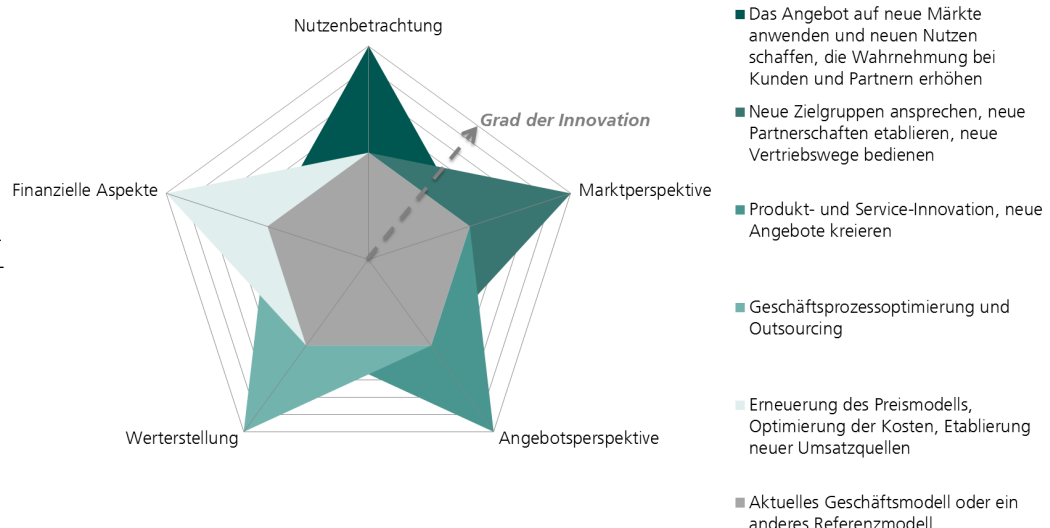 Nutzenbetrachtung
Grad der Innovation
Finanzielle Aspekte
Marktperspektive
Werterstellung
Angebotsperspektive
Das Angebot auf neue Märkte
anwenden und neuen Nutzen
schaffen, die Wahrnehmung bei
Kunden und Partnern erhöhen
Neue Zielgruppen ansprechen, neue
Partnerschaften etablieren, neue
Vertriebswege bedienen
Produkt- und Service-Innovation, neue
Angebote kreieren
Geschäftsprozessoptimierung und
Outsourcing
Erneuerung des Preismodells,
Optimierung der Kosten, Etablierung
neuer Umsatzquellen
Aktuelles Geschäftsmodell oder ein
anderes Referenzmodell